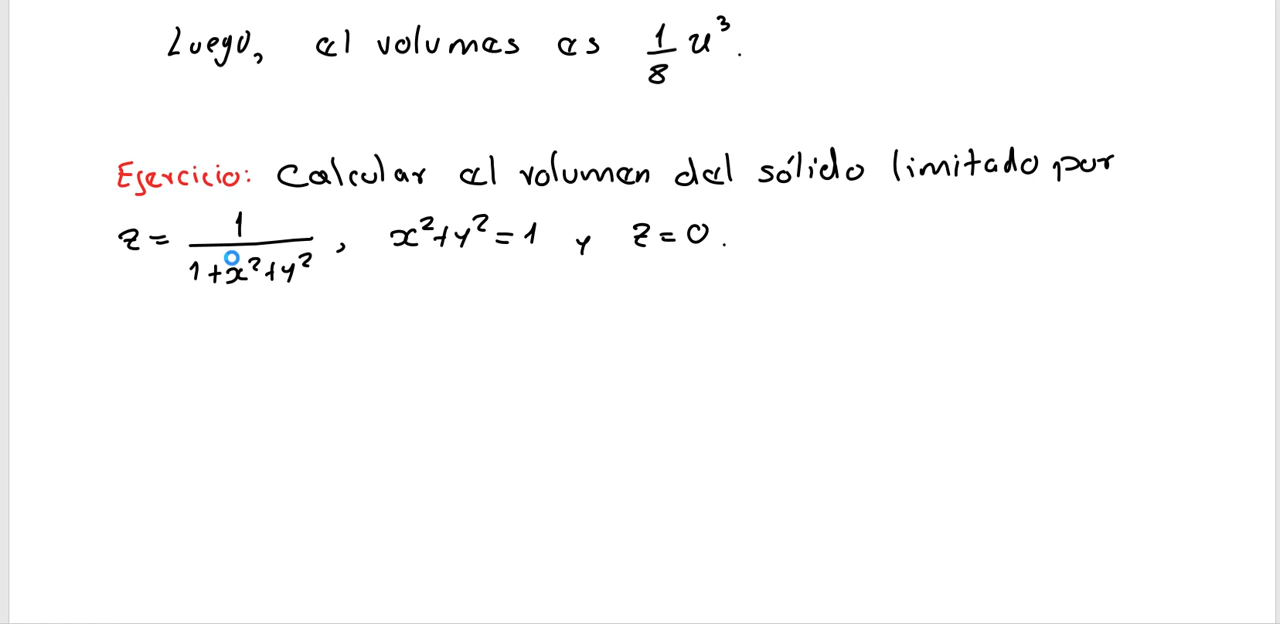 Luego, el volumes es 1/8 u³.
Ejercicio: Calcular el volumen del sólido limitado por
z = 1/(1+x²+y²), x²+y²=1 y z=0.